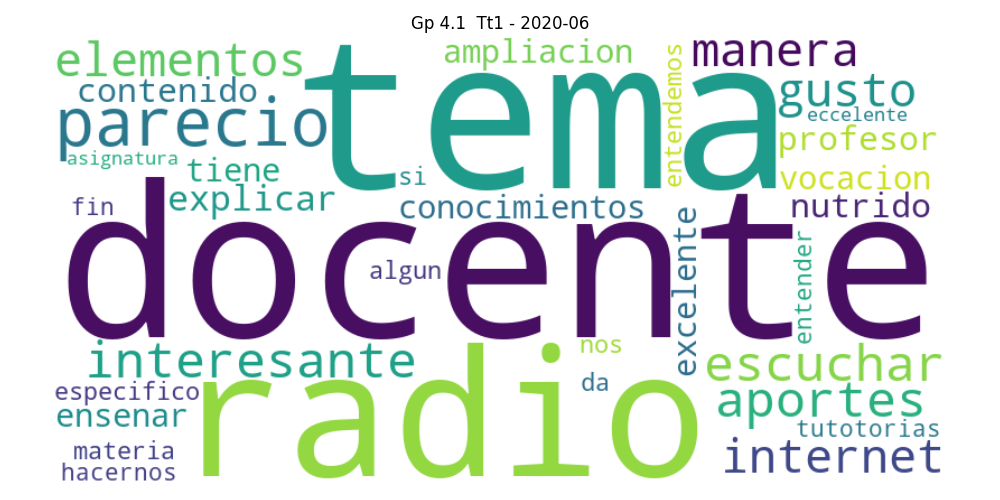 Gp 4.1 Tt1 - 2020-06
elementos
ampliacion
manera
contenido
tema
entendemos
gusto
parecio
eccelente
profesor
asignatura
tiene
si
vocacion
explicar
fin
conocimientos
nutrido
docente
algun
excelente
entender
interesante
nos
escuchar
especifico
radio
da
aportes
ensenar
tutotorias
materia
internet
hacernos